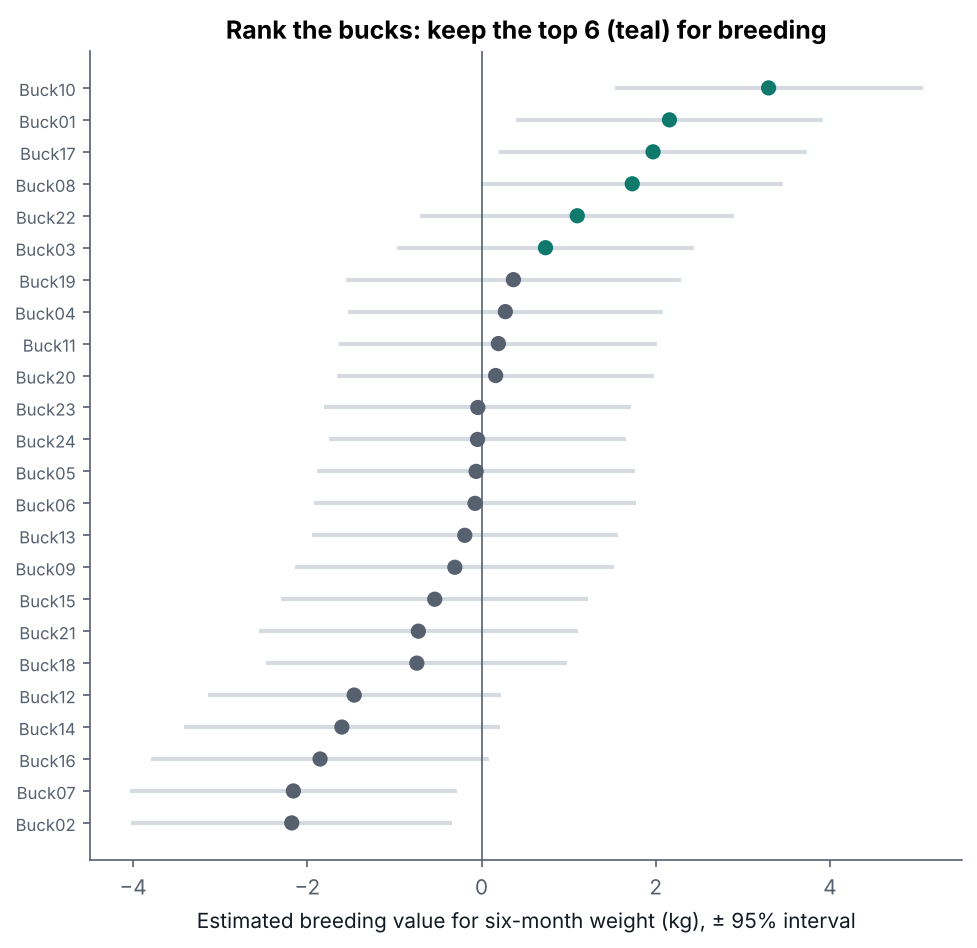 Rank the bucks: keep the top 6 (teal) for breeding
Buck10
Buck01
Buck17
Buck08
Buck22
Buck03
Buck19
Buck04
Buck11
Buck20
Buck23
Buck24
Buck05
Buck06
Buck13
Buck09
Buck15
Buck21
Buck18
Buck12
Buck14
Buck16
Buck07
Buck02
−4 −2 0 2 4
Estimated breeding value for six-month weight (kg), ± 95% interval